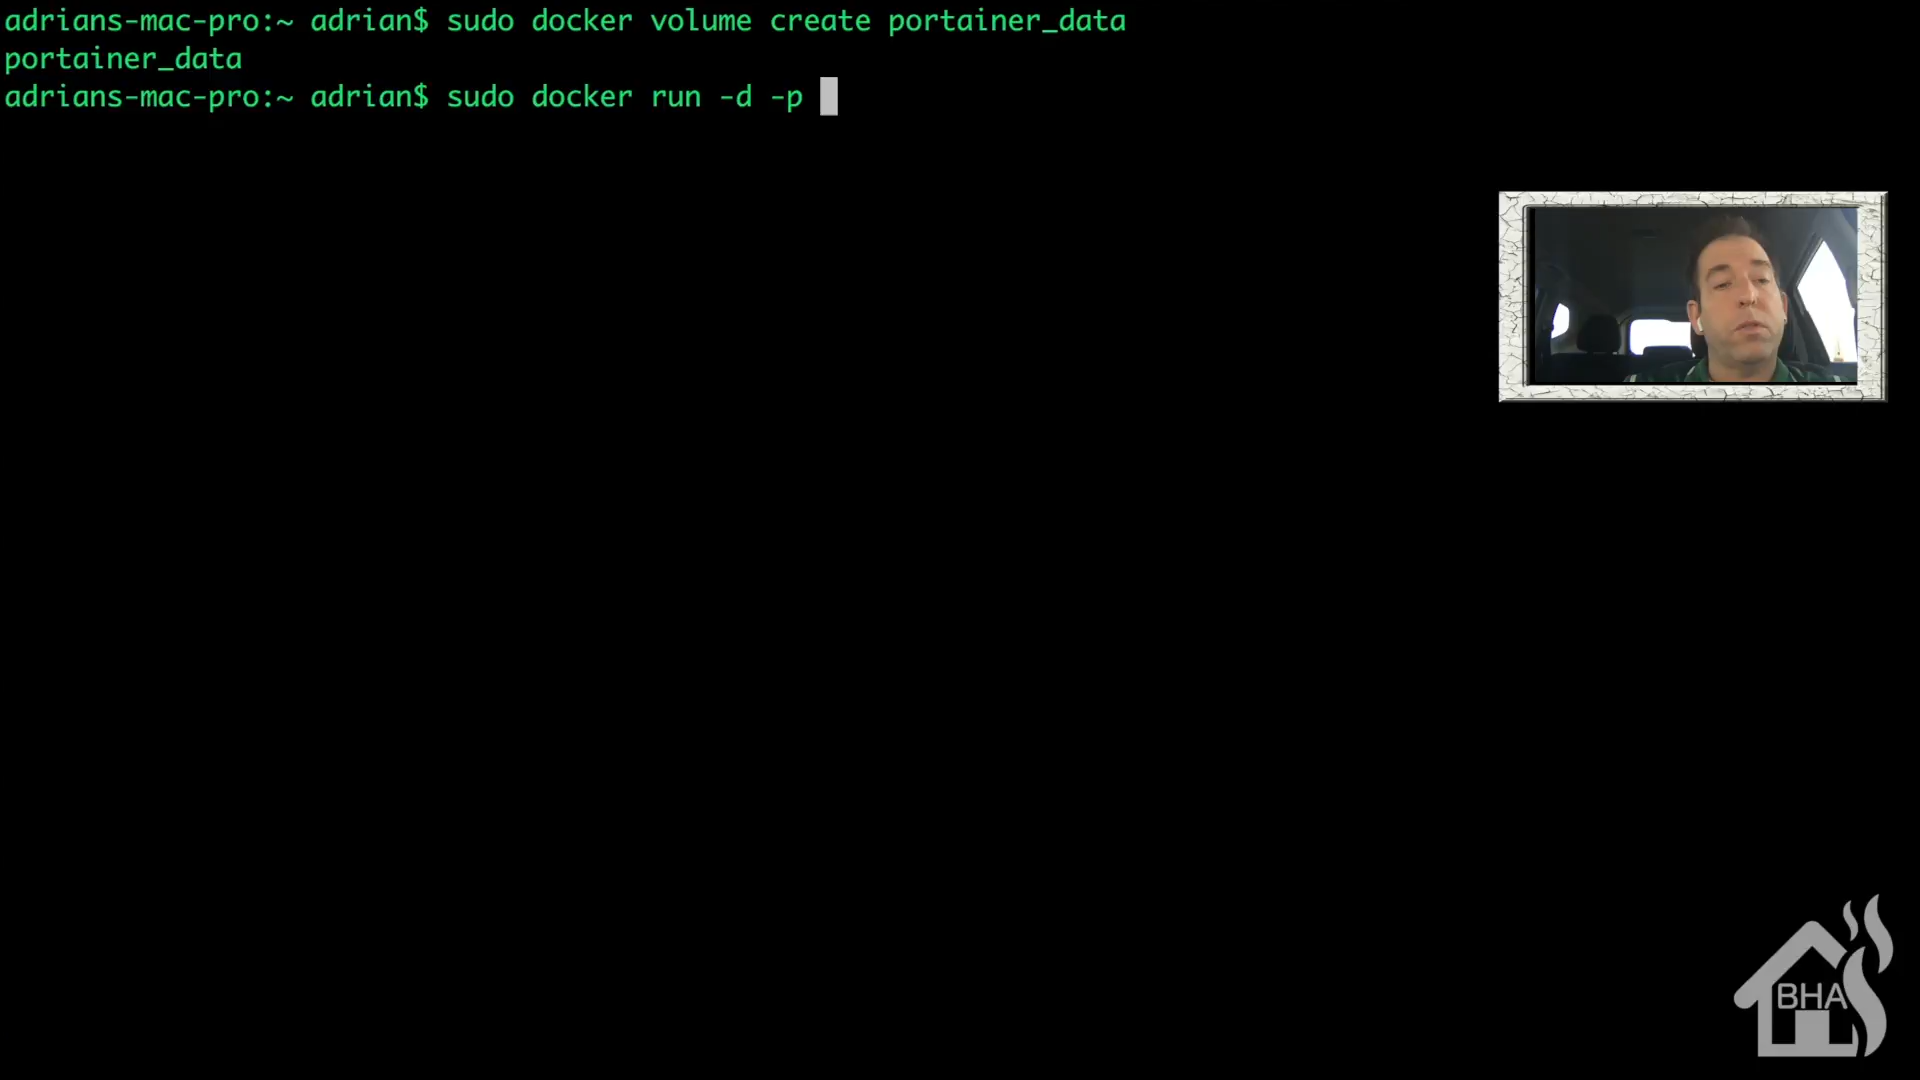 adrians-mac-pro:~ adrian$ sudo docker volume create portainer_data
portainer_data
adrians-mac-pro:~ adrian$ sudo docker run -d -p
BHA